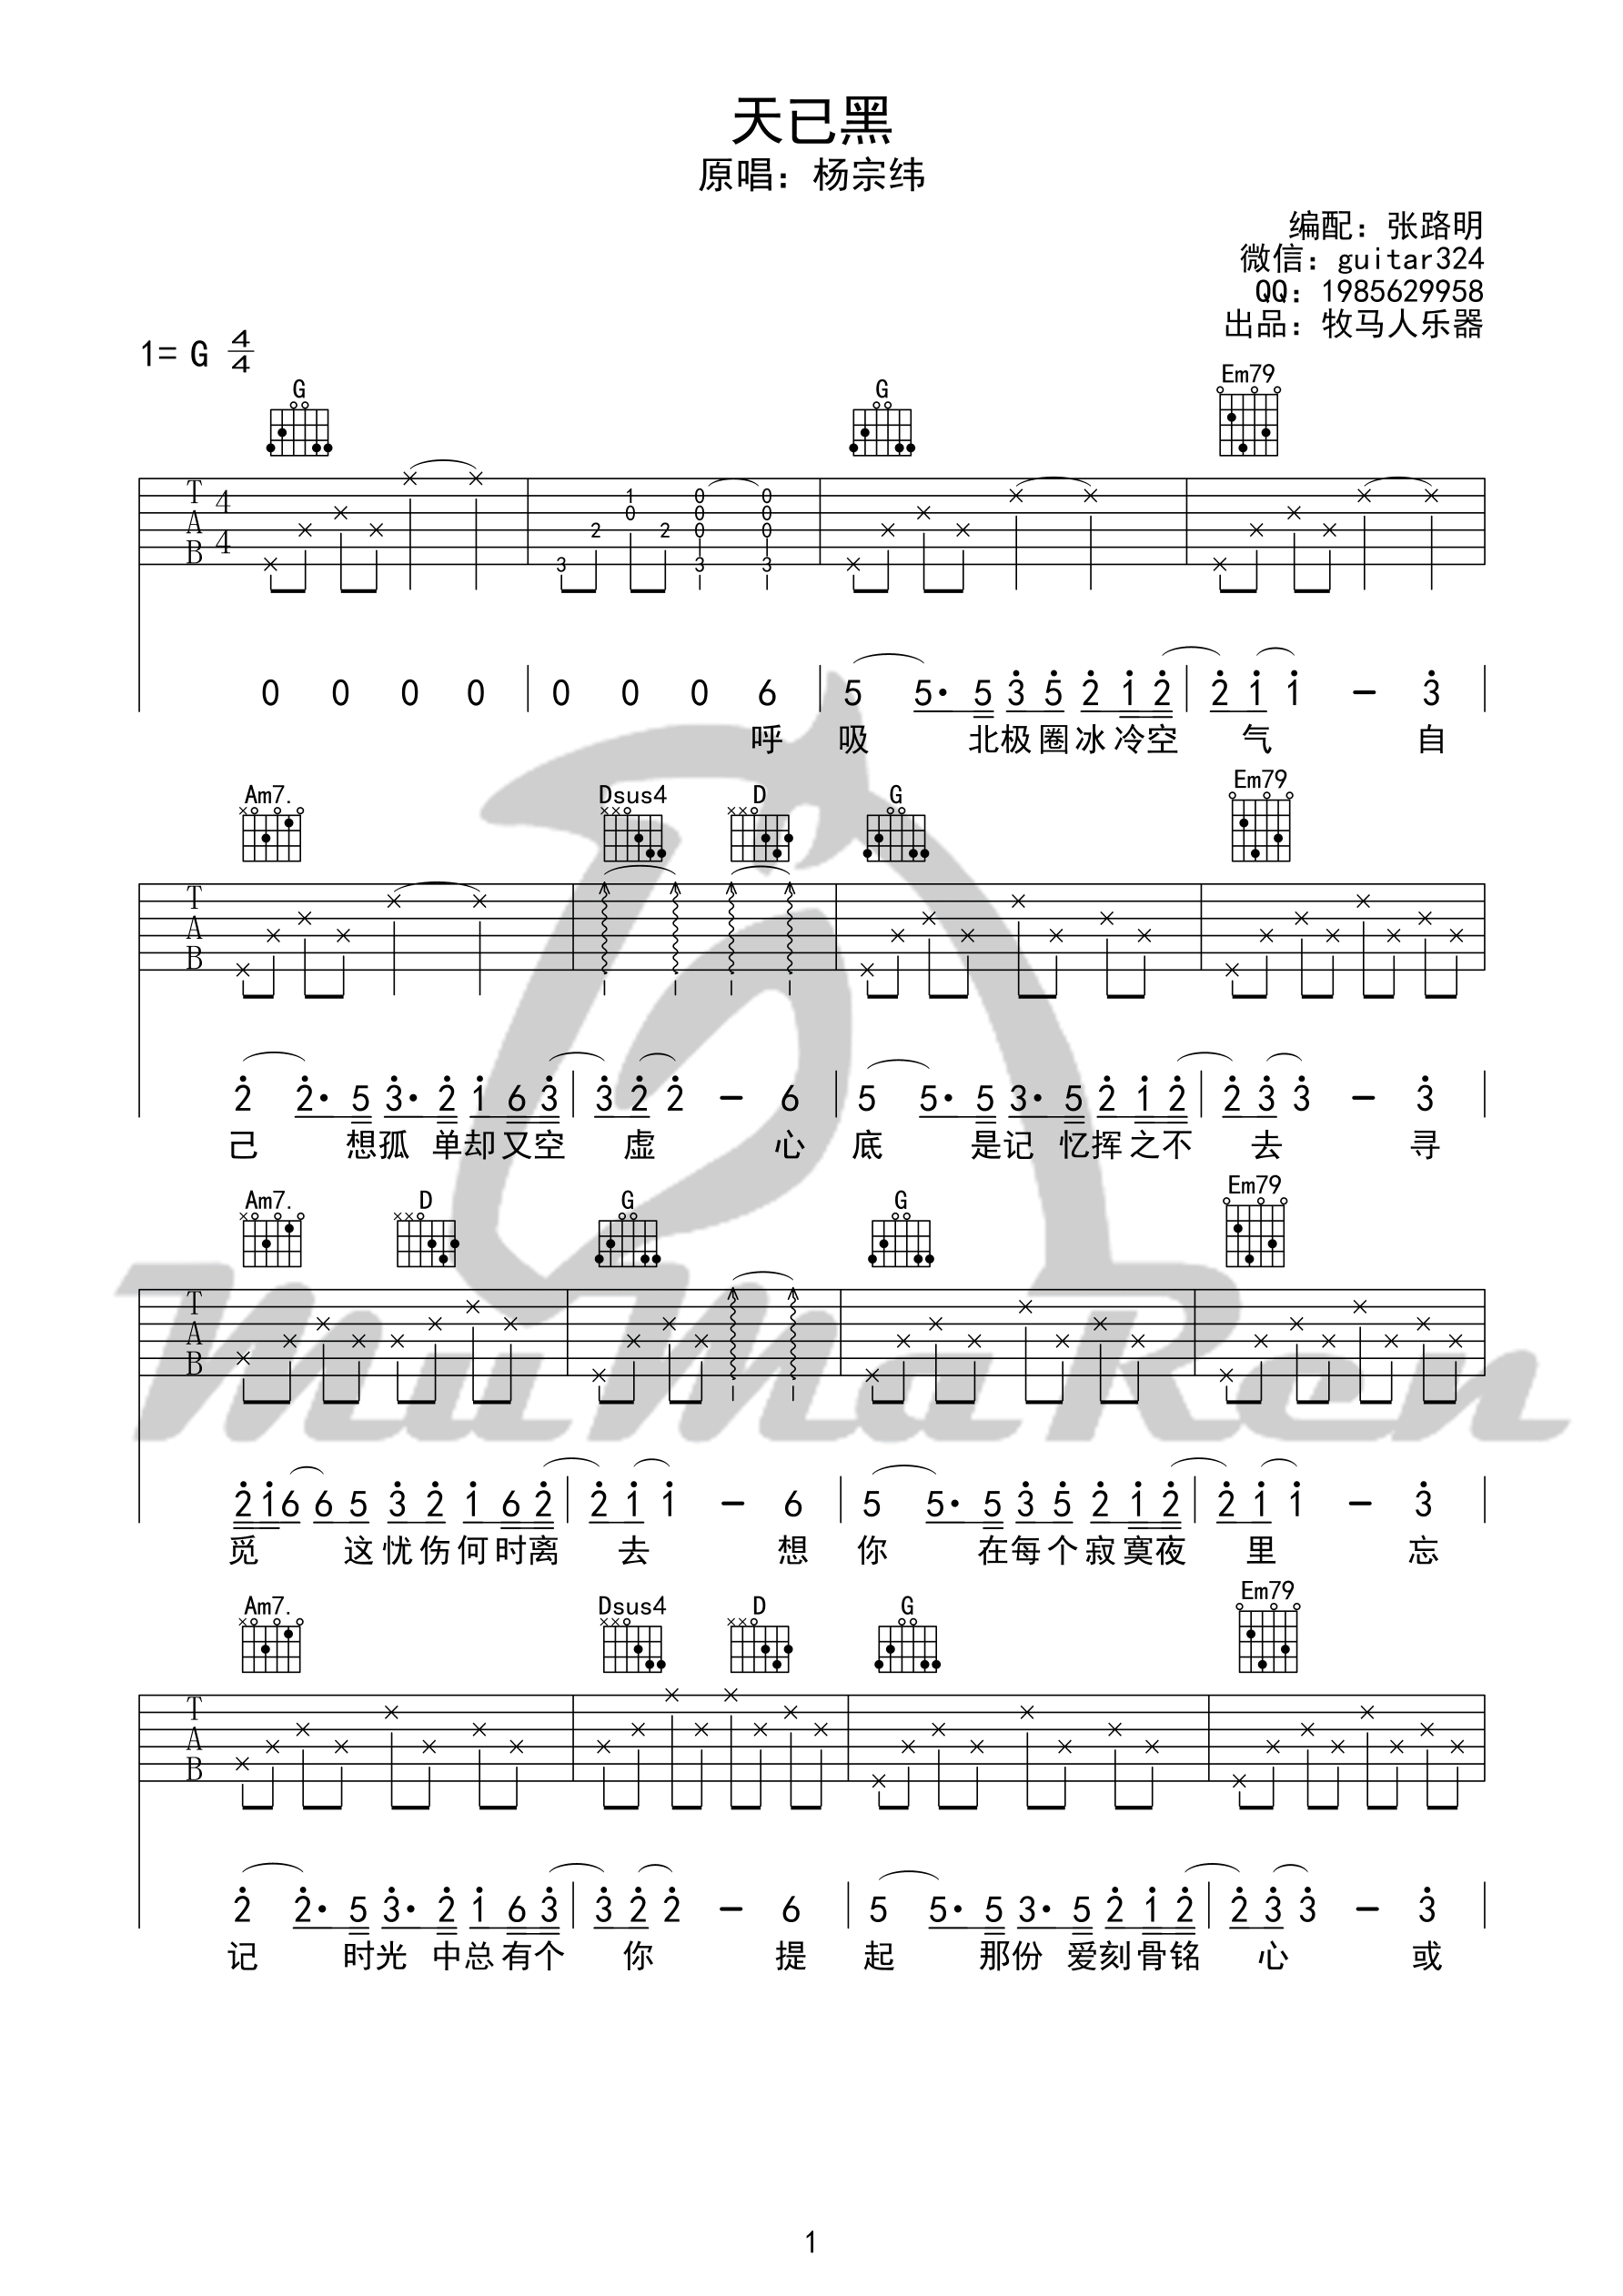 天已黑
原唱：杨宗纬
编配：张路明
微信：guitar324
QQ：1985629958
出品：牧马人乐器
1= G 4/4
G G Em79
T A B 4 4 3 2 1 0 2 0 0 0 3 0 0 0 3
0 0 0 0 0 0 0 6 5 5· 5 3 5 2 1 2 2 1 1 - 3
呼 吸 北极圈冰冷空 气 自
Am7. Dsus4 D G Em79
T A B
2 2· 5 3· 2 1 6 3 3 2 2 - 6 5 5· 5 3· 5 2 1 2 2 3 3 - 3
己 想孤 单却又空 虚 心 底 是记 忆挥之不 去 寻
Am7. D G G Em79
T A B
2 1 6 6 5 3 2 1 6 2 2 1 1 - 6 5 5· 5 3 5 2 1 2 2 1 1 - 3
觅 这忧伤何时离 去 想 你 在每个寂寞夜 里 忘
Am7. Dsus4 D G Em79
T A B
2 2· 5 3· 2 1 6 3 3 2 2 - 6 5 5· 5 3· 5 2 1 2 2 3 3 - 3
记 时光 中总有个 你 提 起 那份 爱刻骨铭 心 或
MuMaRen
1